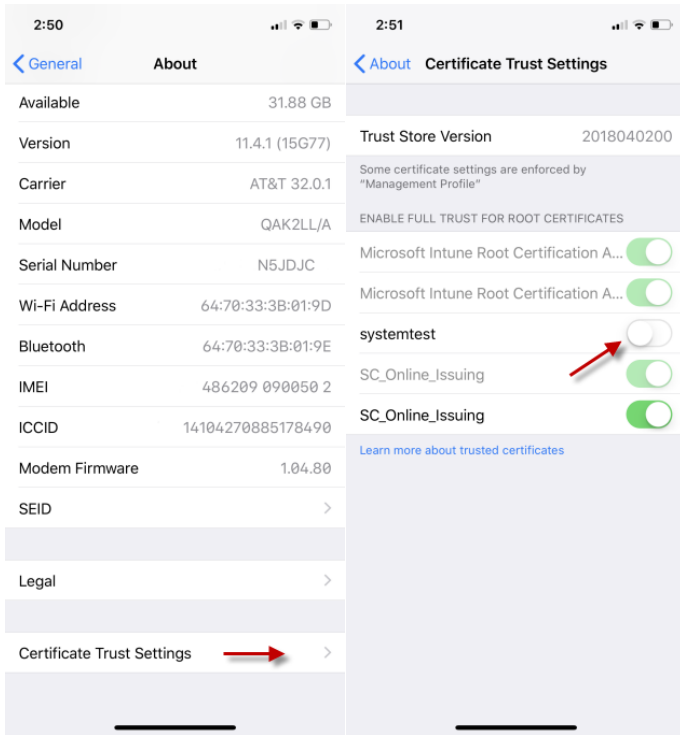 2:50
General
About
Available 31.88 GB
Version 11.4.1 (15G77)
Carrier AT&T 32.0.1
Model QAK2LL/A
Serial Number N5JDJC
Wi-Fi Address 64:70:33:3B:01:9D
Bluetooth 64:70:33:3B:01:9E
IMEI 486209 090050 2
ICCID 14104270885178490
Modem Firmware 1.04.80
SEID
Legal
Certificate Trust Settings
2:51
About
Certificate Trust Settings
Trust Store Version 2018040200
Some certificate settings are enforced by
“Management Profile”
ENABLE FULL TRUST FOR ROOT CERTIFICATES
Microsoft Intune Root Certification A...
Microsoft Intune Root Certification A...
systemtest
SC_Online_Issuing
SC_Online_Issuing
Learn more about trusted certificates